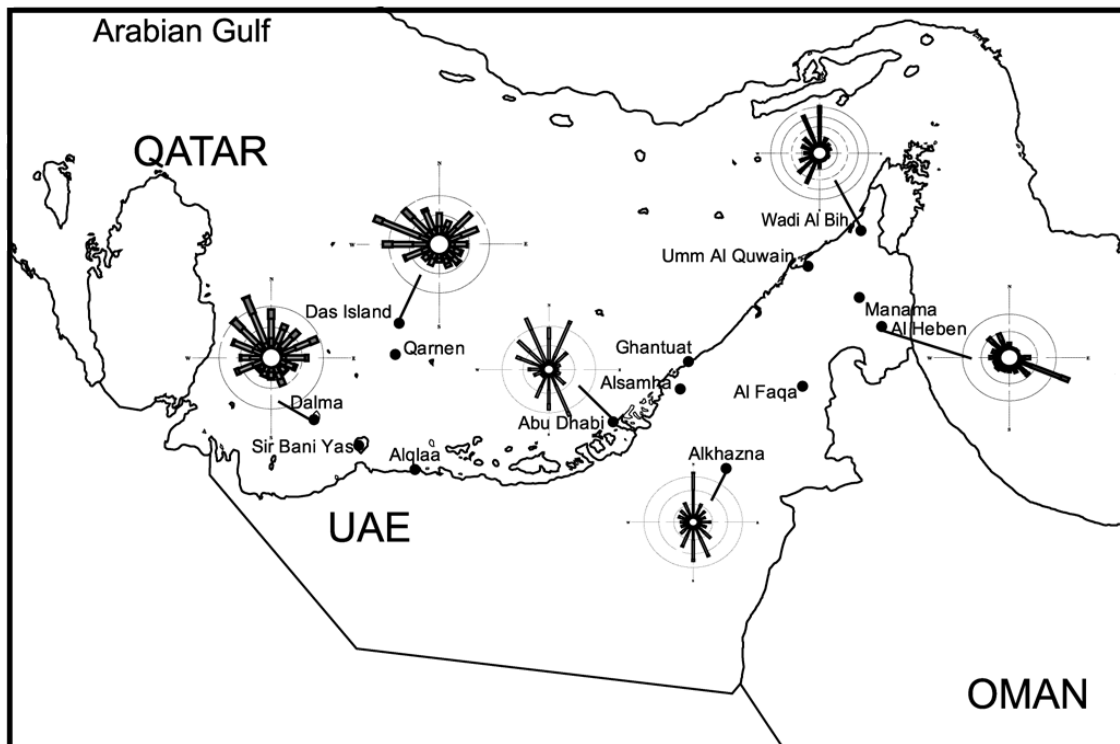 Arabian Gulf
QATAR
Wadi Al Bih
Umm Al Quwain
Das Island
Manama
Al Heben
Qarnen
Ghantuat
Alsamha
Al Faqa
Dalma
Abu Dhabi
Sir Bani Yas
Alqlaa
Alkhazna
UAE
OMAN